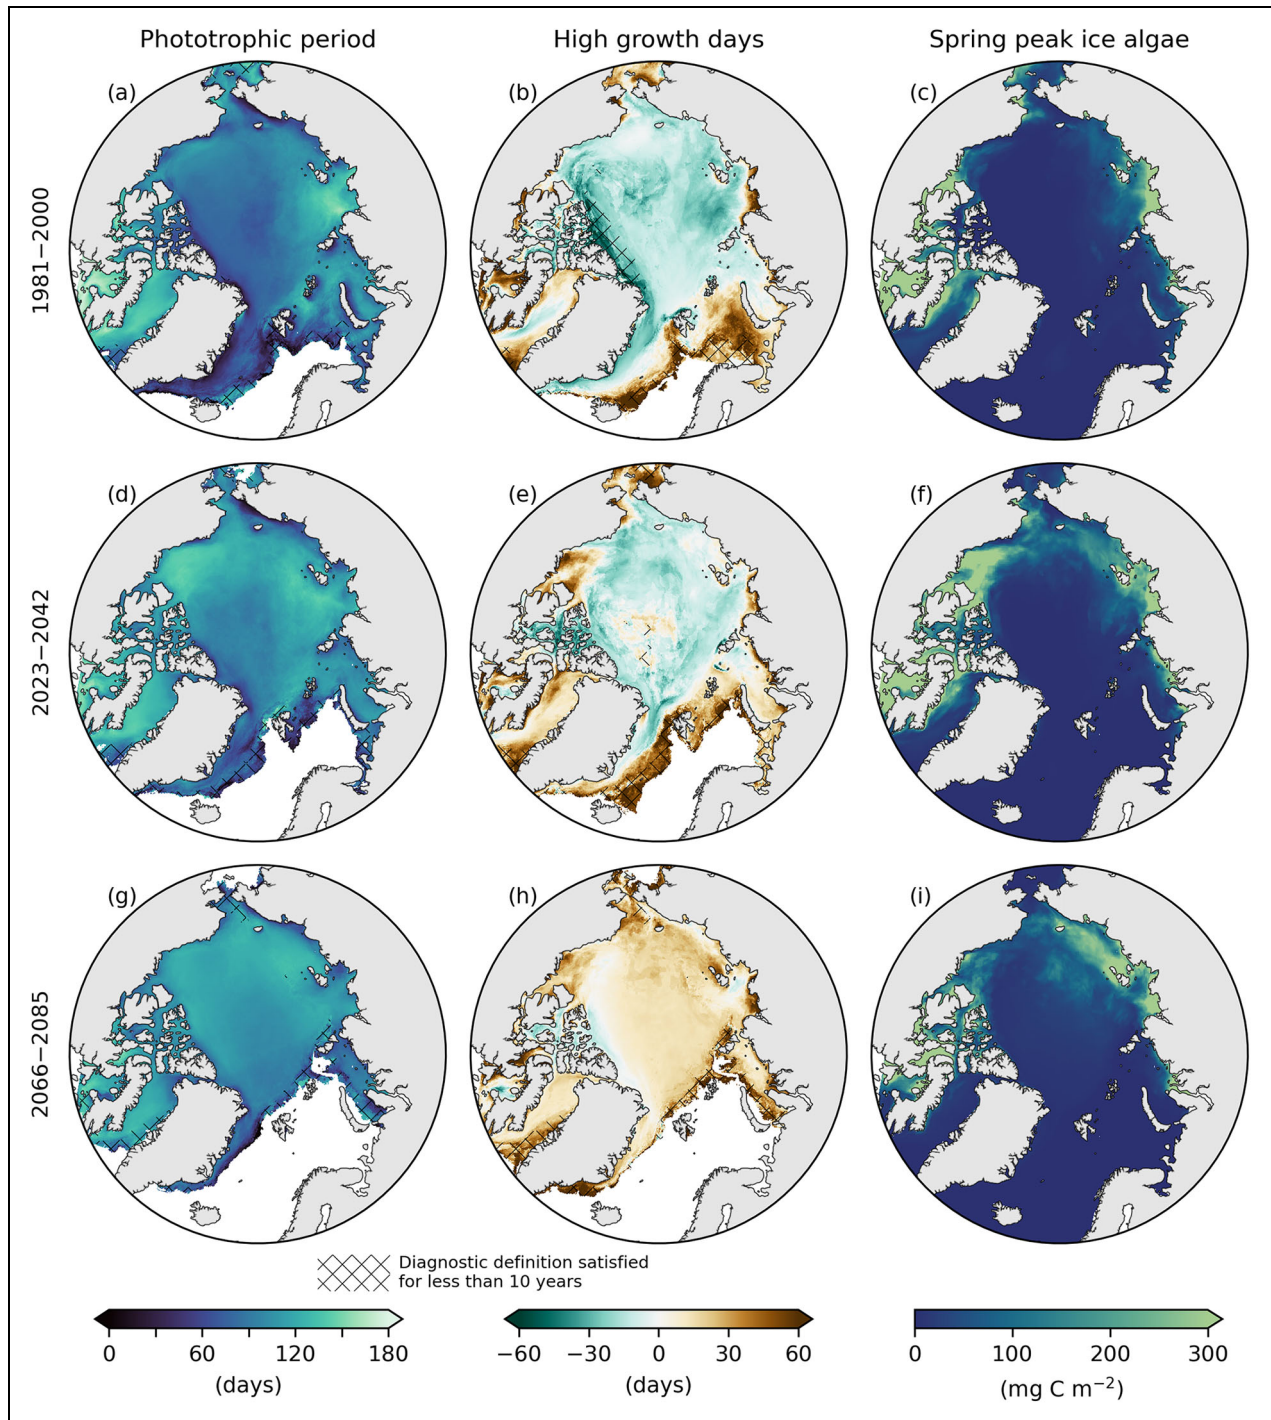 Phototrophic period
High growth days
Spring peak ice algae
1981−2000
(a)
(b)
(c)
2023−2042
(d)
(e)
(f)
2066−2085
(g)
(h)
(i)
Diagnostic definition satisfied
for less than 10 years
0 60 120 180
(days)
−60 −30 0 30 60
(days)
0 100 200 300
(mg C m⁻²)